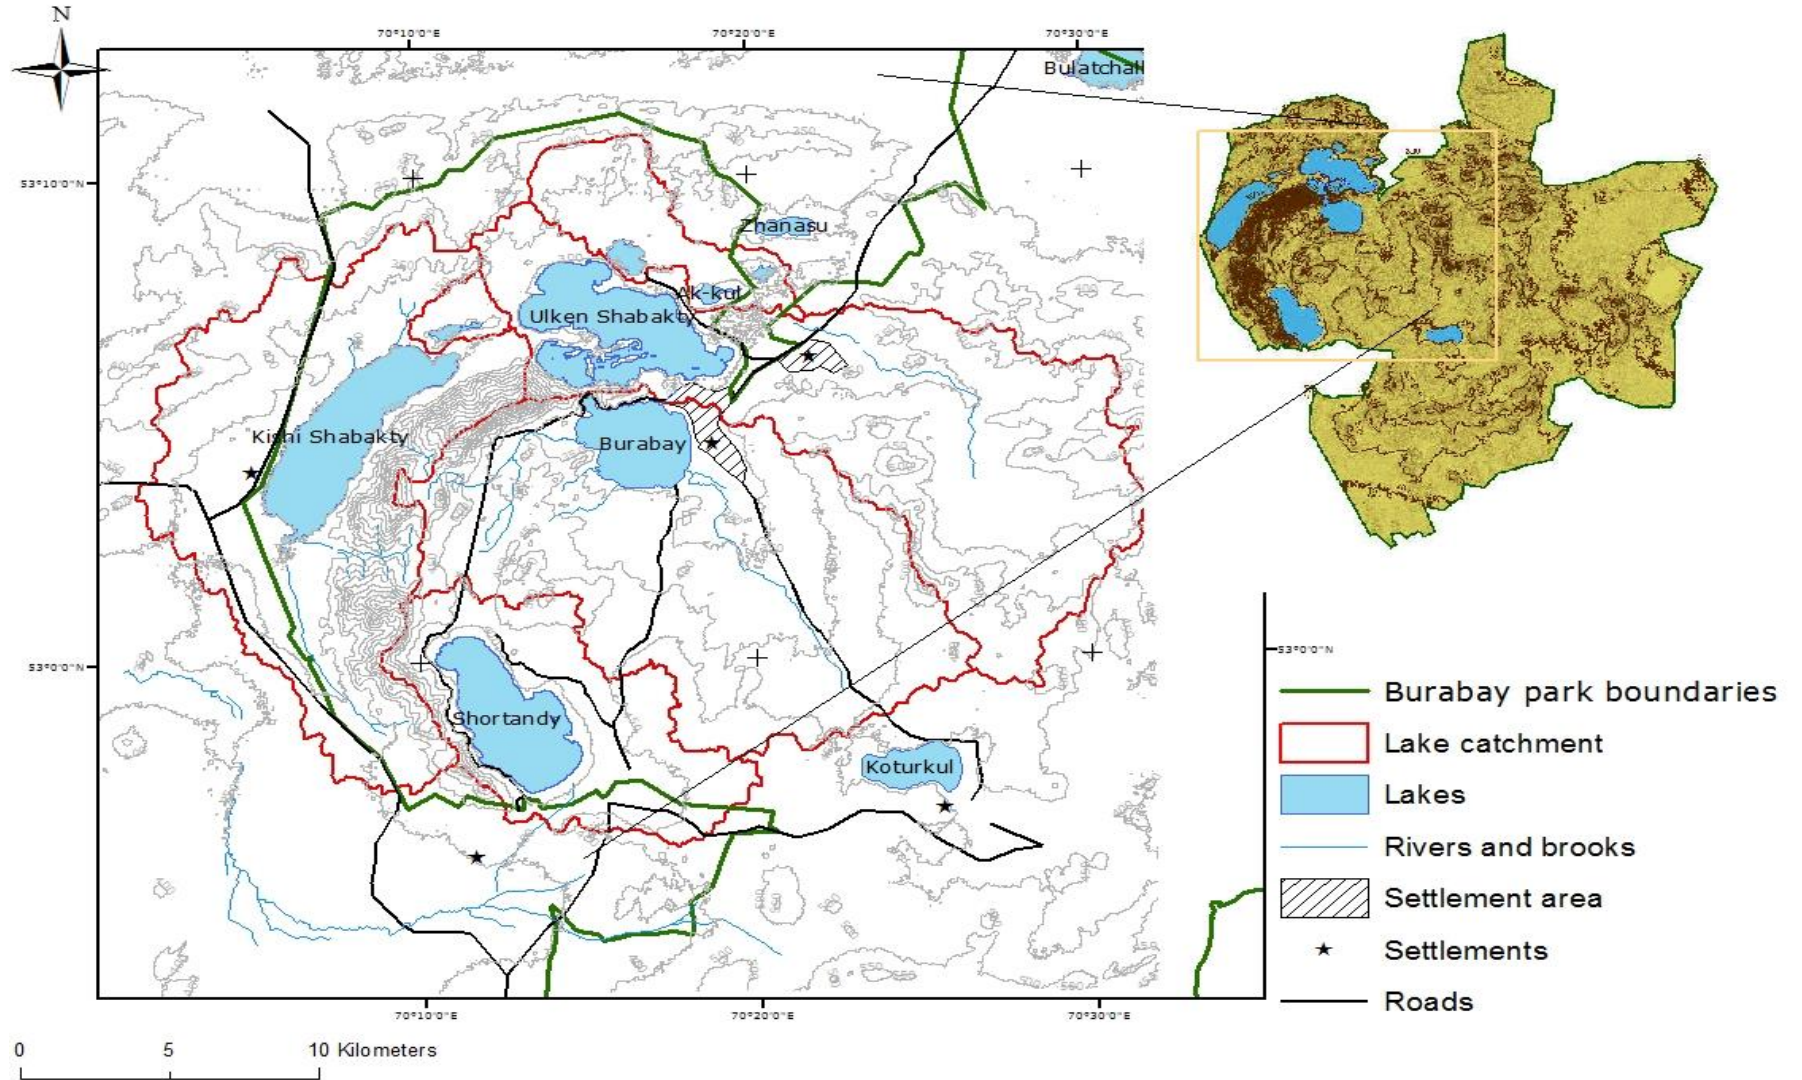 N
70°10'0"E
70°20'0"E
70°30'0"E
Bulatchall
53°10'0"N
Zhanasu
Ak-kul
Ulken Shabakty
Kishi Shabakty
Burabay
53°0'0"N
53°0'0"N
Shortandy
Koturkul
Burabay park boundaries
Lake catchment
Lakes
Rivers and brooks
Settlement area
Settlements
Roads
70°10'0"E
70°20'0"E
70°30'0"E
0 5 10 Kilometers